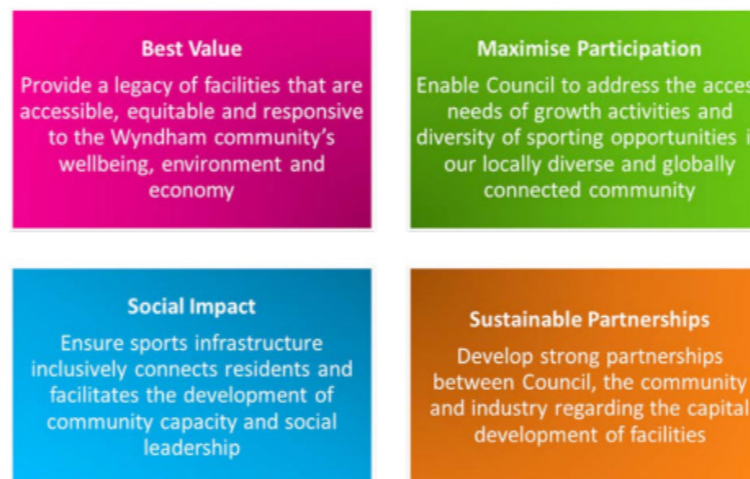 Best Value
Provide a legacy of facilities that are
accessible, equitable and responsive
to the Wyndham community's
wellbeing, environment and
economy
Maximise Participation
Enable Council to address the acces
needs of growth activities and
diversity of sporting opportunities i
our locally diverse and globally
connected community
Social Impact
Ensure sports infrastructure
inclusively connects residents and
facilitates the development of
community capacity and social
leadership
Sustainable Partnerships
Develop strong partnerships
between Council, the community
and industry regarding the capital
development of facilities